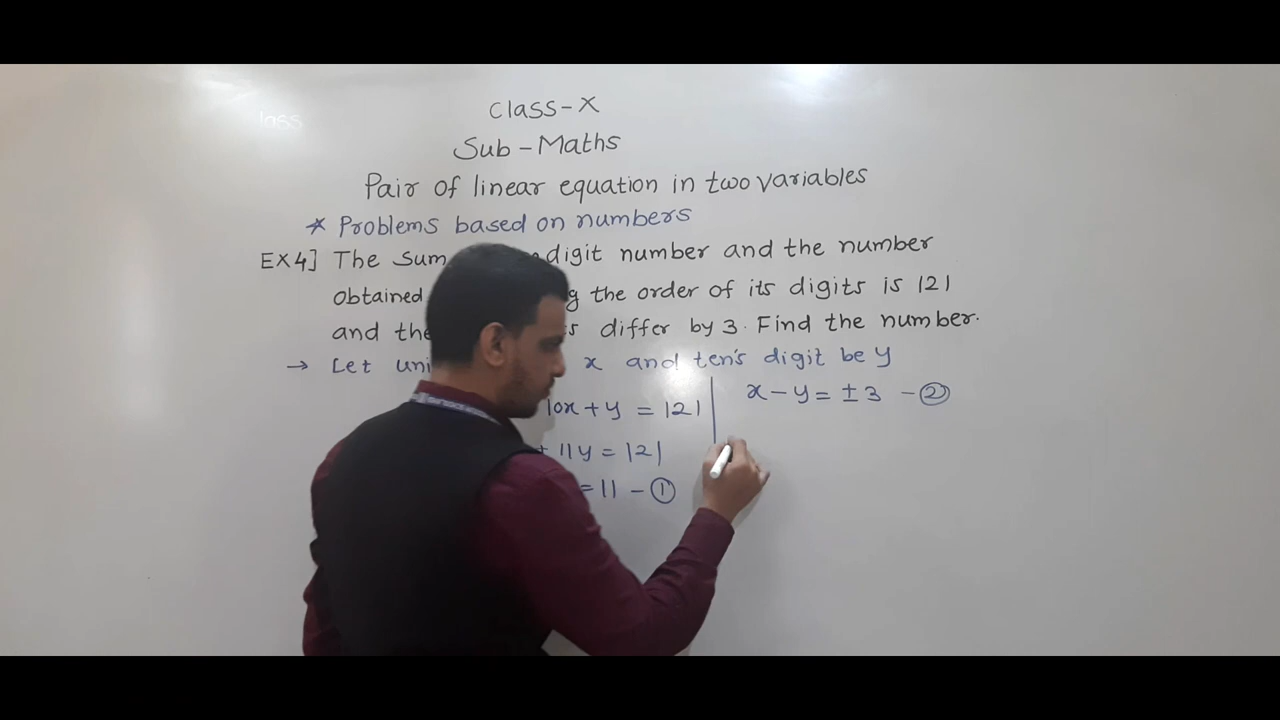 lass
Class-X
Sub-Maths
Pair of linear equation in two variables
* Problems based on numbers
EX4] The Sum digit number and the number
obtained the order of its digits is 121
and the differ by 3. Find the number.
→ Let x and ten's digit be y
10x+y = 121 x-y = ±3 -②
+ 11y = 121
=11 -①